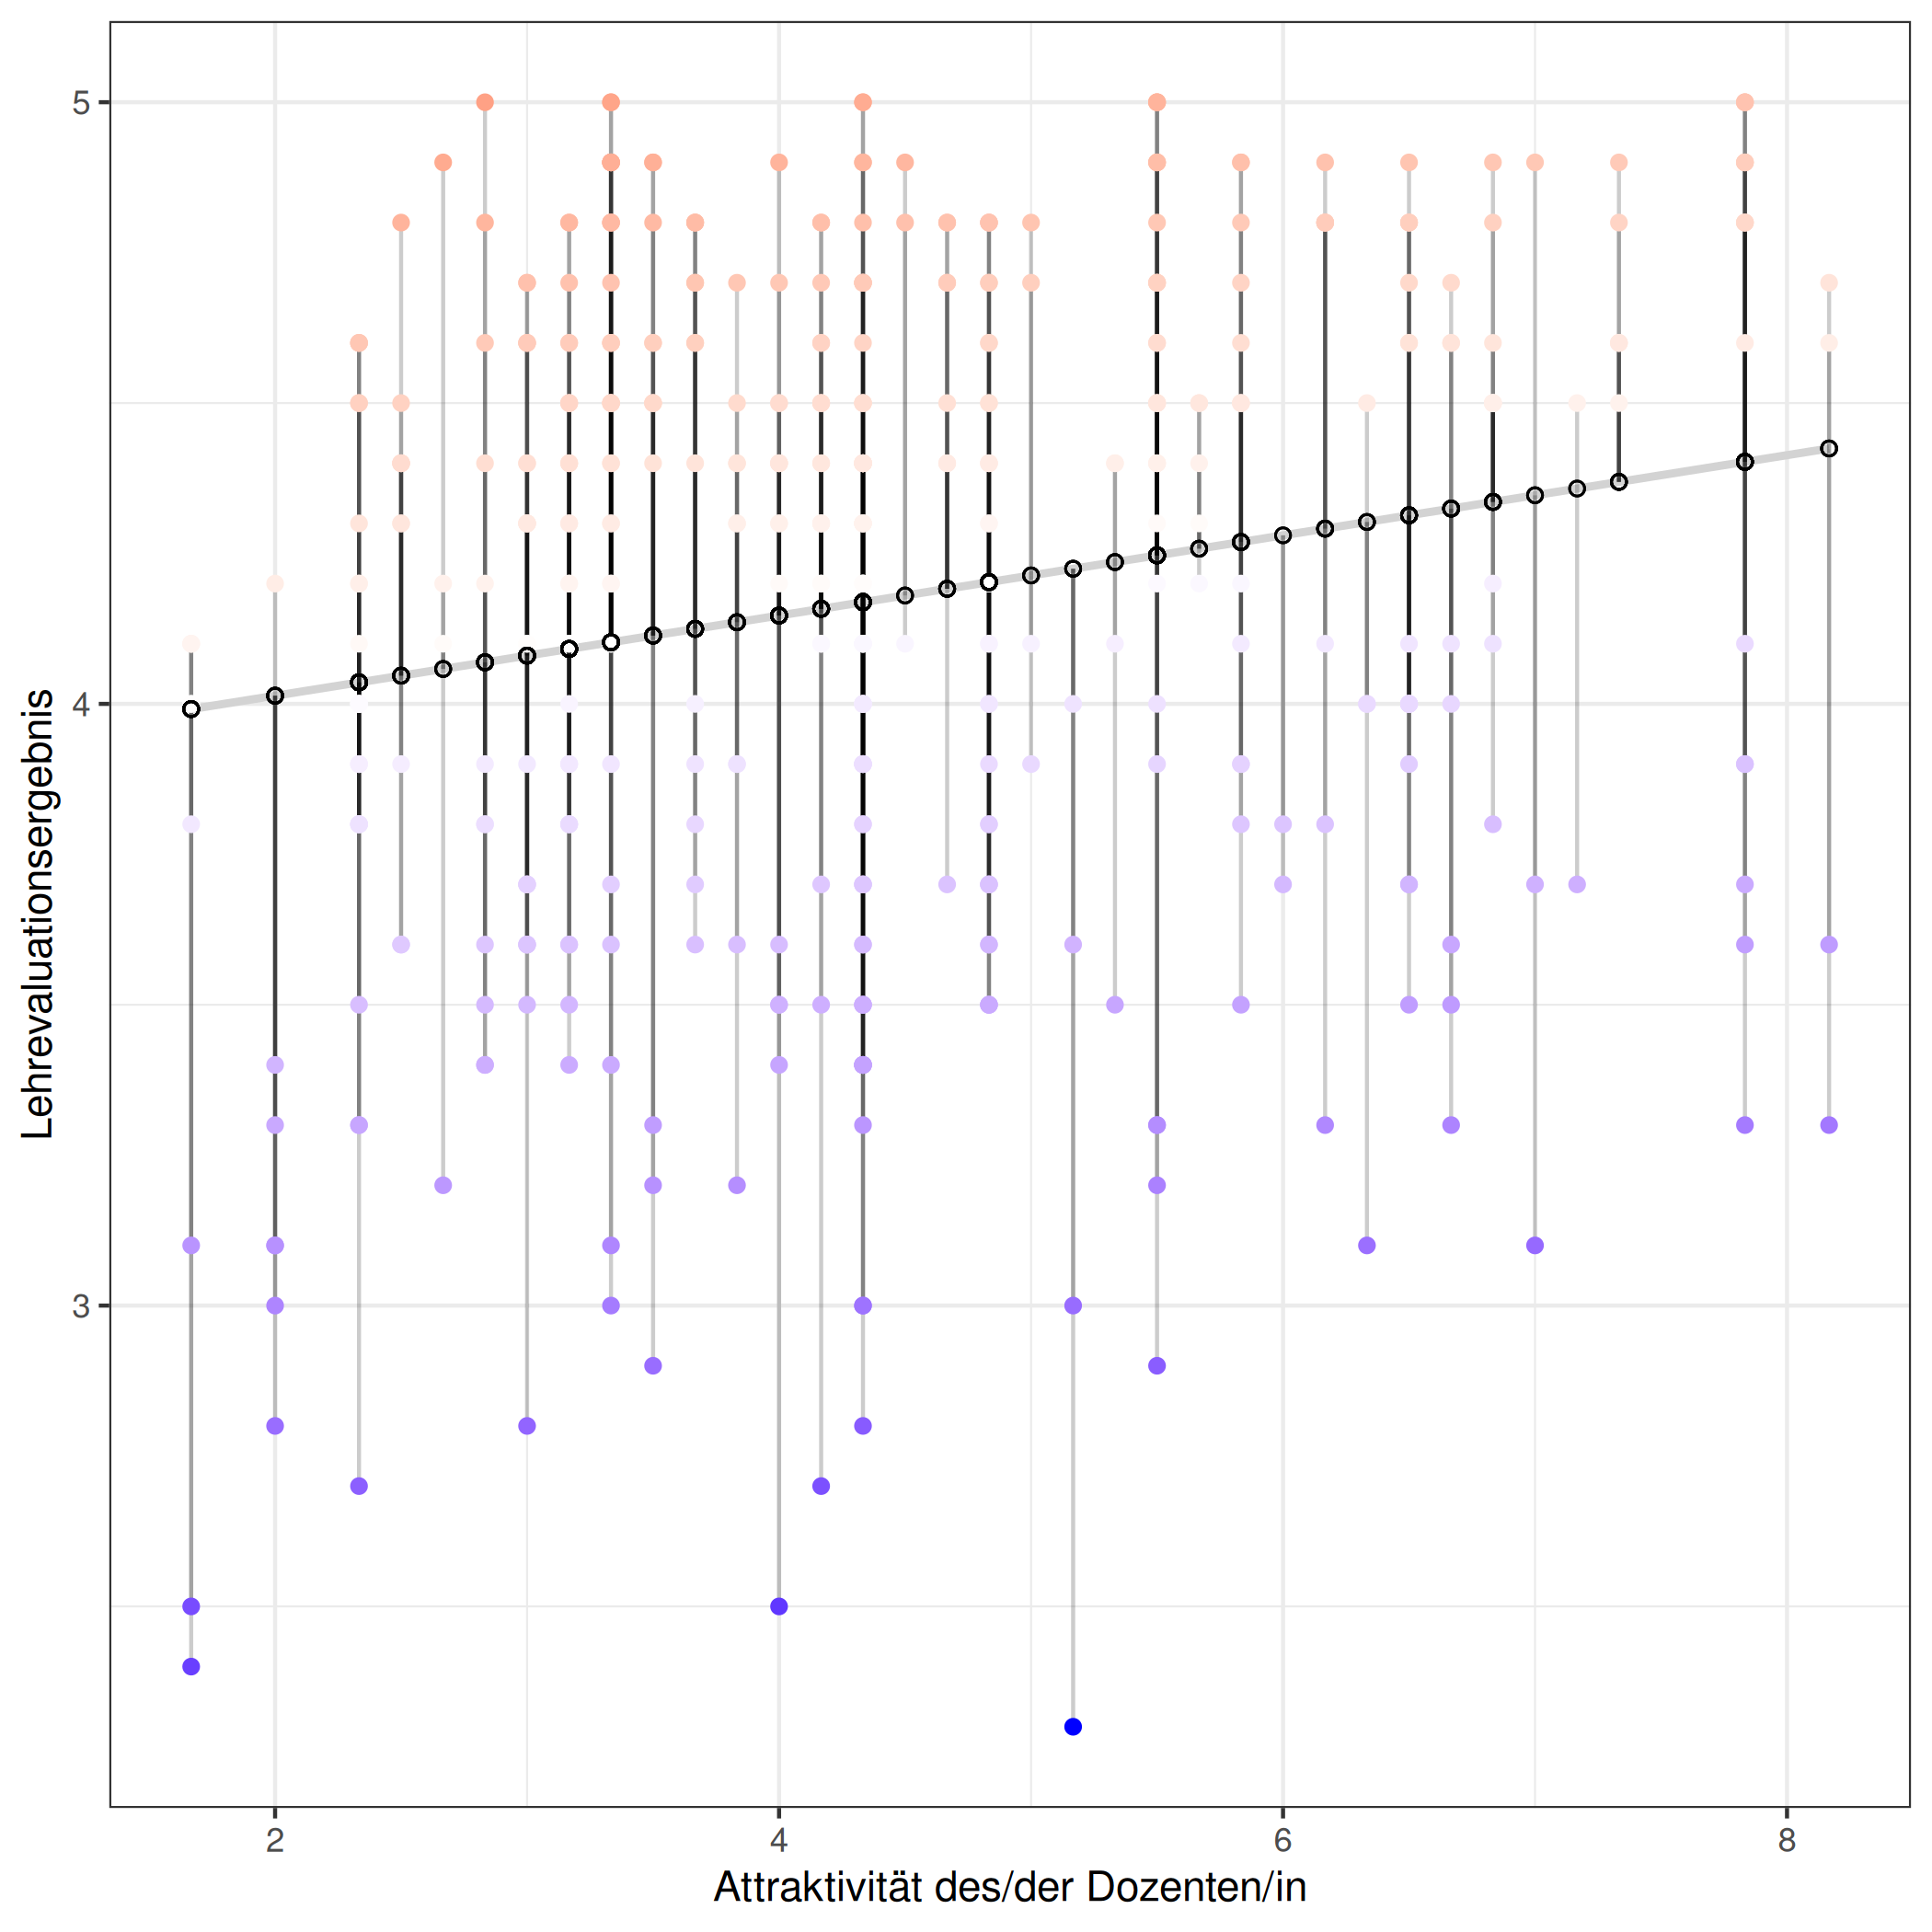 5
4
3
Lehrevaluationsergebnis
2 4 6 8
Attraktivität des/der Dozenten/in